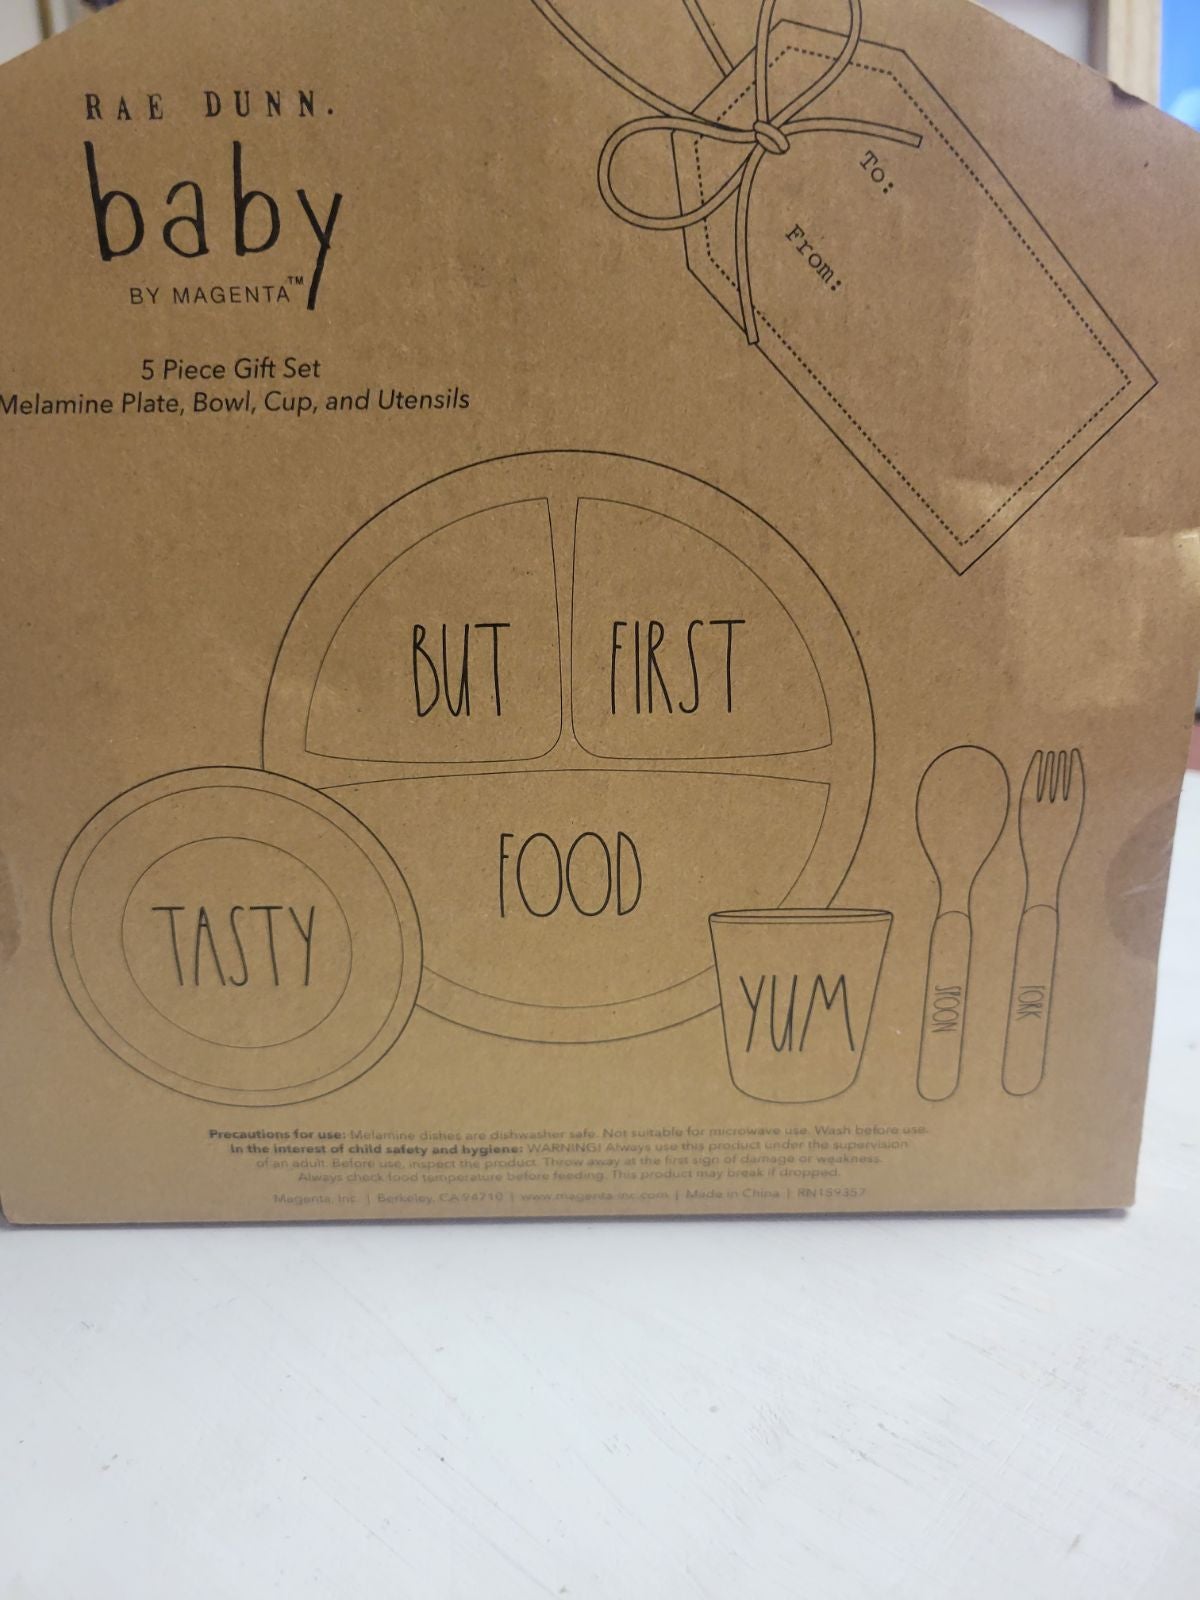 RAE DUNN.
baby
BY MAGENTA™
5 Piece Gift Set
Melamine Plate, Bowl, Cup, and Utensils
To:
From:
BUT FIRST
FOOD
TASTY
YUM
SPOON
FORK
Precautions for use: Melamine dishes are dishwasher safe. Not suitable for microwave use. Wash before use.
In the interest of child safety and hygiene: WARNING! Always use this product under the supervision
of an adult. Before use, inspect the product. Throw away at the first sign of damage or weakness.
Always check food temperature before feeding. This product may break if dropped.
Magenta, Inc. | Berkeley, CA 94710 | www.magenta-inc.com | Made in China | RN159357